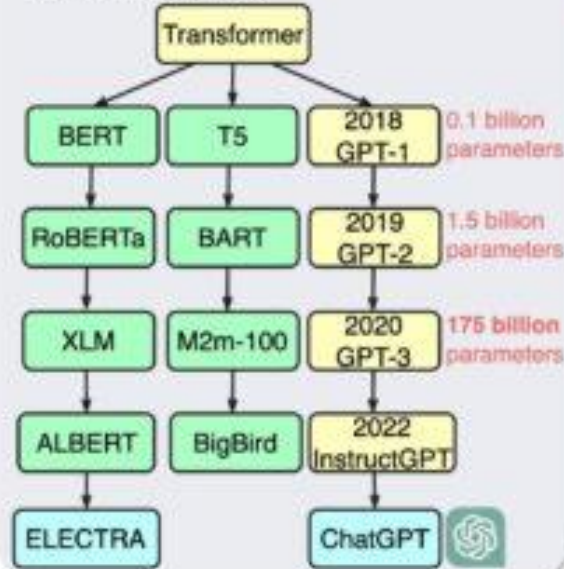 Transformer
BERT
T5
2018
GPT-1
0.1 billion
parameters
RoBERTa
BART
2019
GPT-2
1.5 billion
parameters
XLM
M2m-100
2020
GPT-3
175 billion
parameters
ALBERT
BigBird
2022
InstructGPT
ELECTRA
ChatGPT